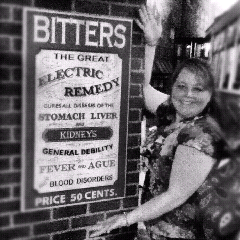 BITTERS
THE GREAT
ELECTRIC
REMEDY
CURES ALL DISEASES OF THE
STOMACH LIVER
AND
KIDNEYS
GENERAL DEBILITY
FEVER AND AGUE
BLOOD DISORDERS
PRICE 50 CENTS.